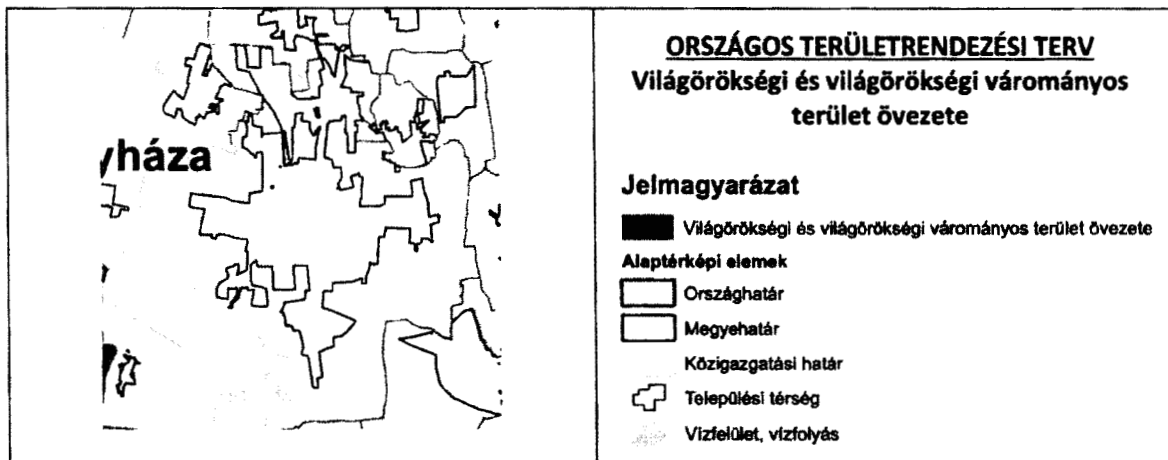 yháza
ORSZÁGOS TERÜLETRENDEZÉSI TERV
Világörökségi és világörökségi várományos
terület övezete
Jelmagyarázat
Világörökségi és világörökségi várományos terület övezete
Alaptérképi elemek
Országhatár
Megyehatár
Közigazgatási határ
Települési térség
Vízfelület, vízfolyás